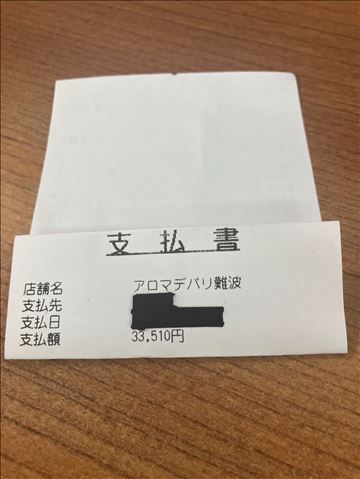 支払書
店舗名 アロマデバリ難波
支払先
支払日
支払額 33,510円